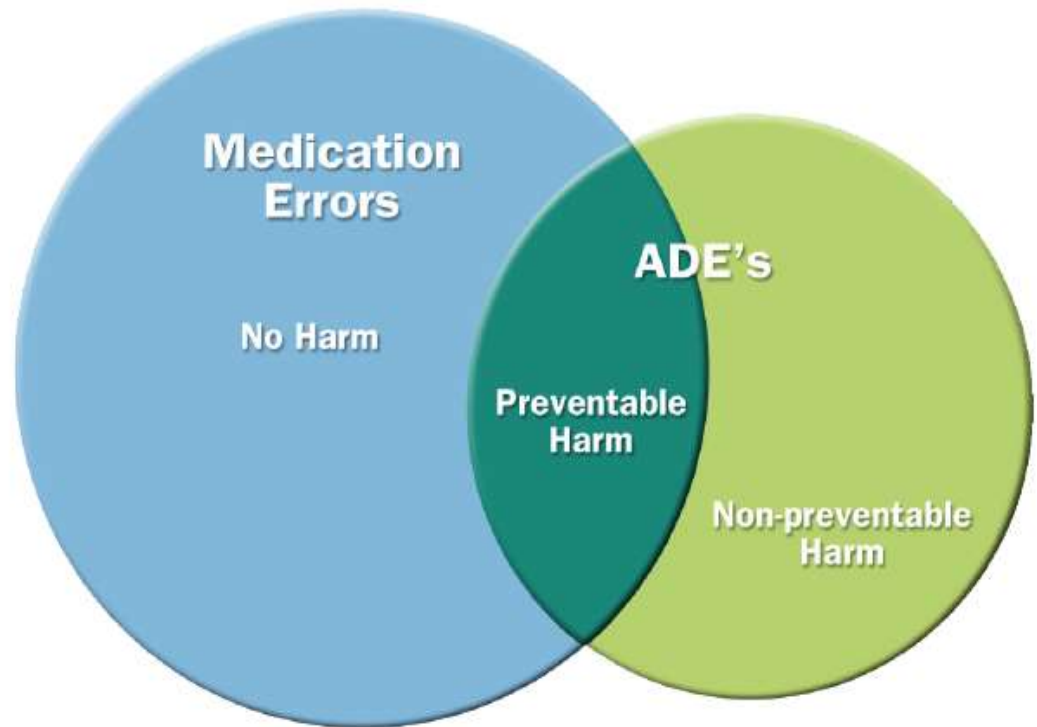 Medication
Errors
ADE's
No Harm
Preventable
Harm
Non-preventable
Harm